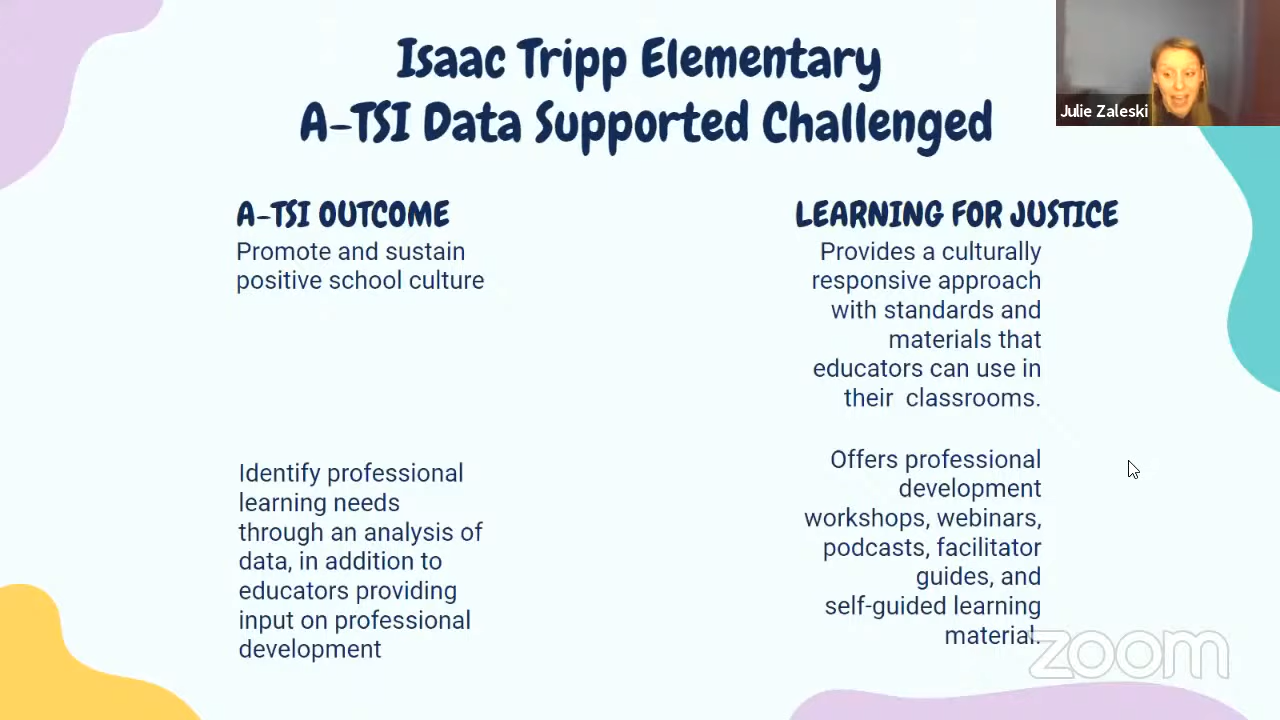 Isaac Tripp Elementary
A-TSI Data Supported Challenged
Julie Zaleski
A-TSI OUTCOME
Promote and sustain
positive school culture
Identify professional
learning needs
through an analysis of
data, in addition to
educators providing
input on professional
development
LEARNING FOR JUSTICE
Provides a culturally
responsive approach
with standards and
materials that
educators can use in
their  classrooms.
Offers professional
development
workshops, webinars,
podcasts, facilitator
guides, and
self-guided learning
material.
zoom